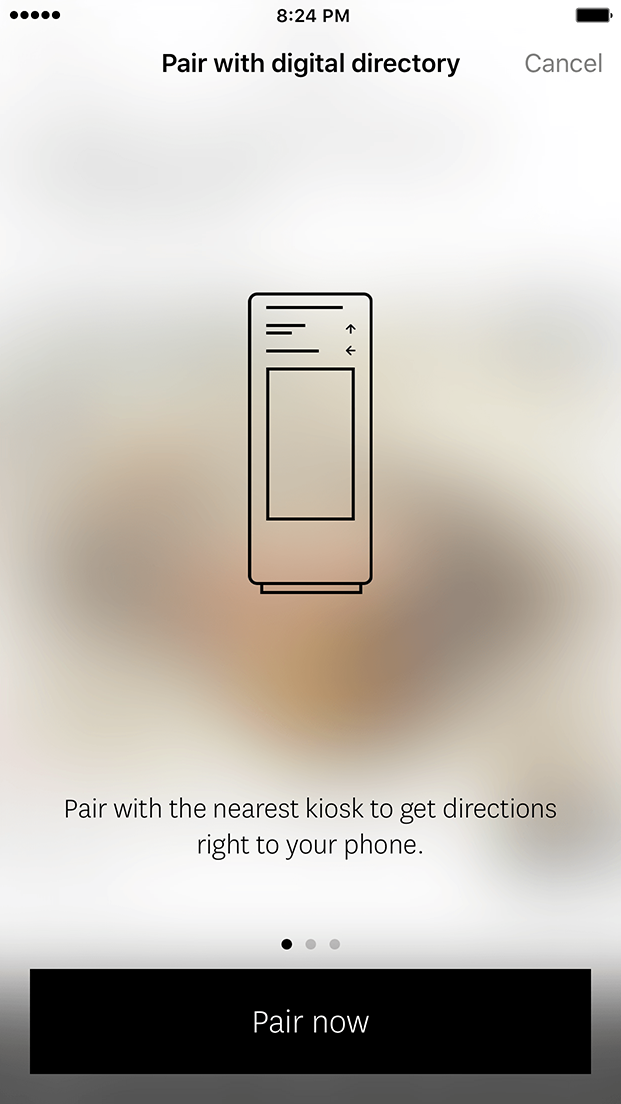 8:24 PM
Pair with digital directory
Cancel
Pair with the nearest kiosk to get directions
right to your phone.
Pair now